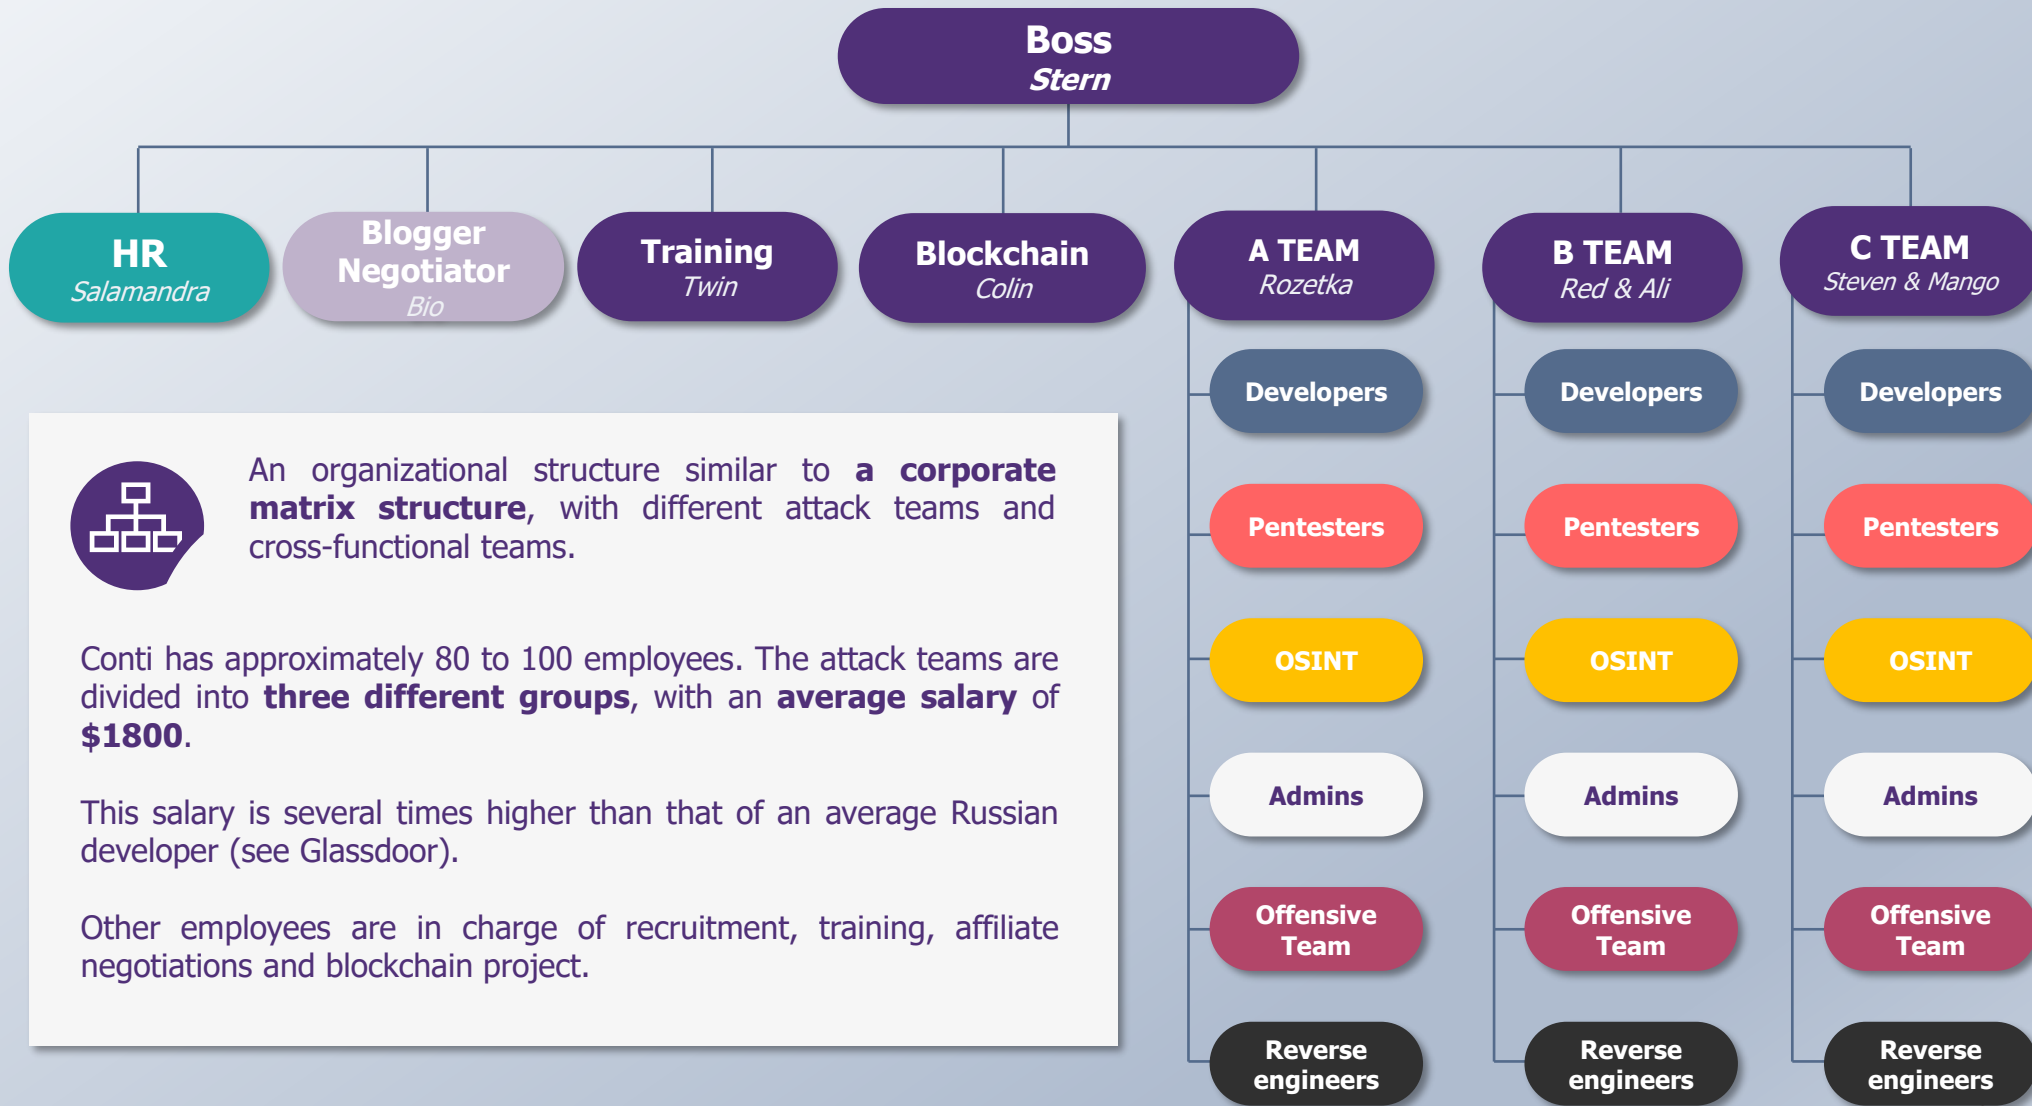 Boss
Stern
HR
Salamandra
Blogger
Negotiator
Bio
Training
Twin
Blockchain
Colin
A TEAM
Rozetka
B TEAM
Red & Ali
C TEAM
Steven & Mango
An organizational structure similar to a corporate
matrix structure, with different attack teams and
cross-functional teams.
Conti has approximately 80 to 100 employees. The attack teams are
divided into three different groups, with an average salary of
$1800.
This salary is several times higher than that of an average Russian
developer (see Glassdoor).
Other employees are in charge of recruitment, training, affiliate
negotiations and blockchain project.
Developers
Pentesters
OSINT
Admins
Offensive
Team
Reverse
engineers
Developers
Pentesters
OSINT
Admins
Offensive
Team
Reverse
engineers
Developers
Pentesters
OSINT
Admins
Offensive
Team
Reverse
engineers